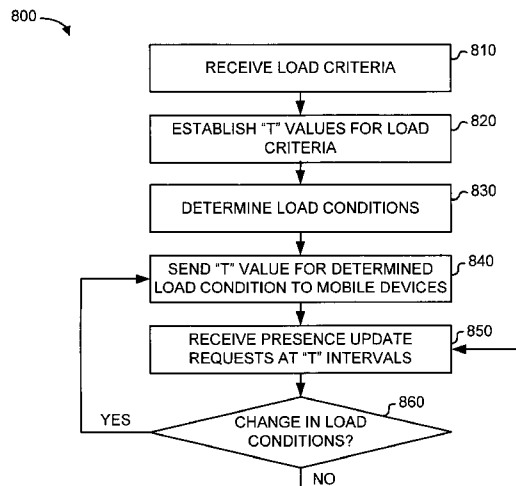 800
810
RECEIVE LOAD CRITERIA
820
ESTABLISH "T" VALUES FOR LOAD
CRITERIA
830
DETERMINE LOAD CONDITIONS
840
SEND "T" VALUE FOR DETERMINED
LOAD CONDITION TO MOBILE DEVICES
850
RECEIVE PRESENCE UPDATE
REQUESTS AT "T" INTERVALS
860
YES
CHANGE IN LOAD
CONDITIONS?
NO